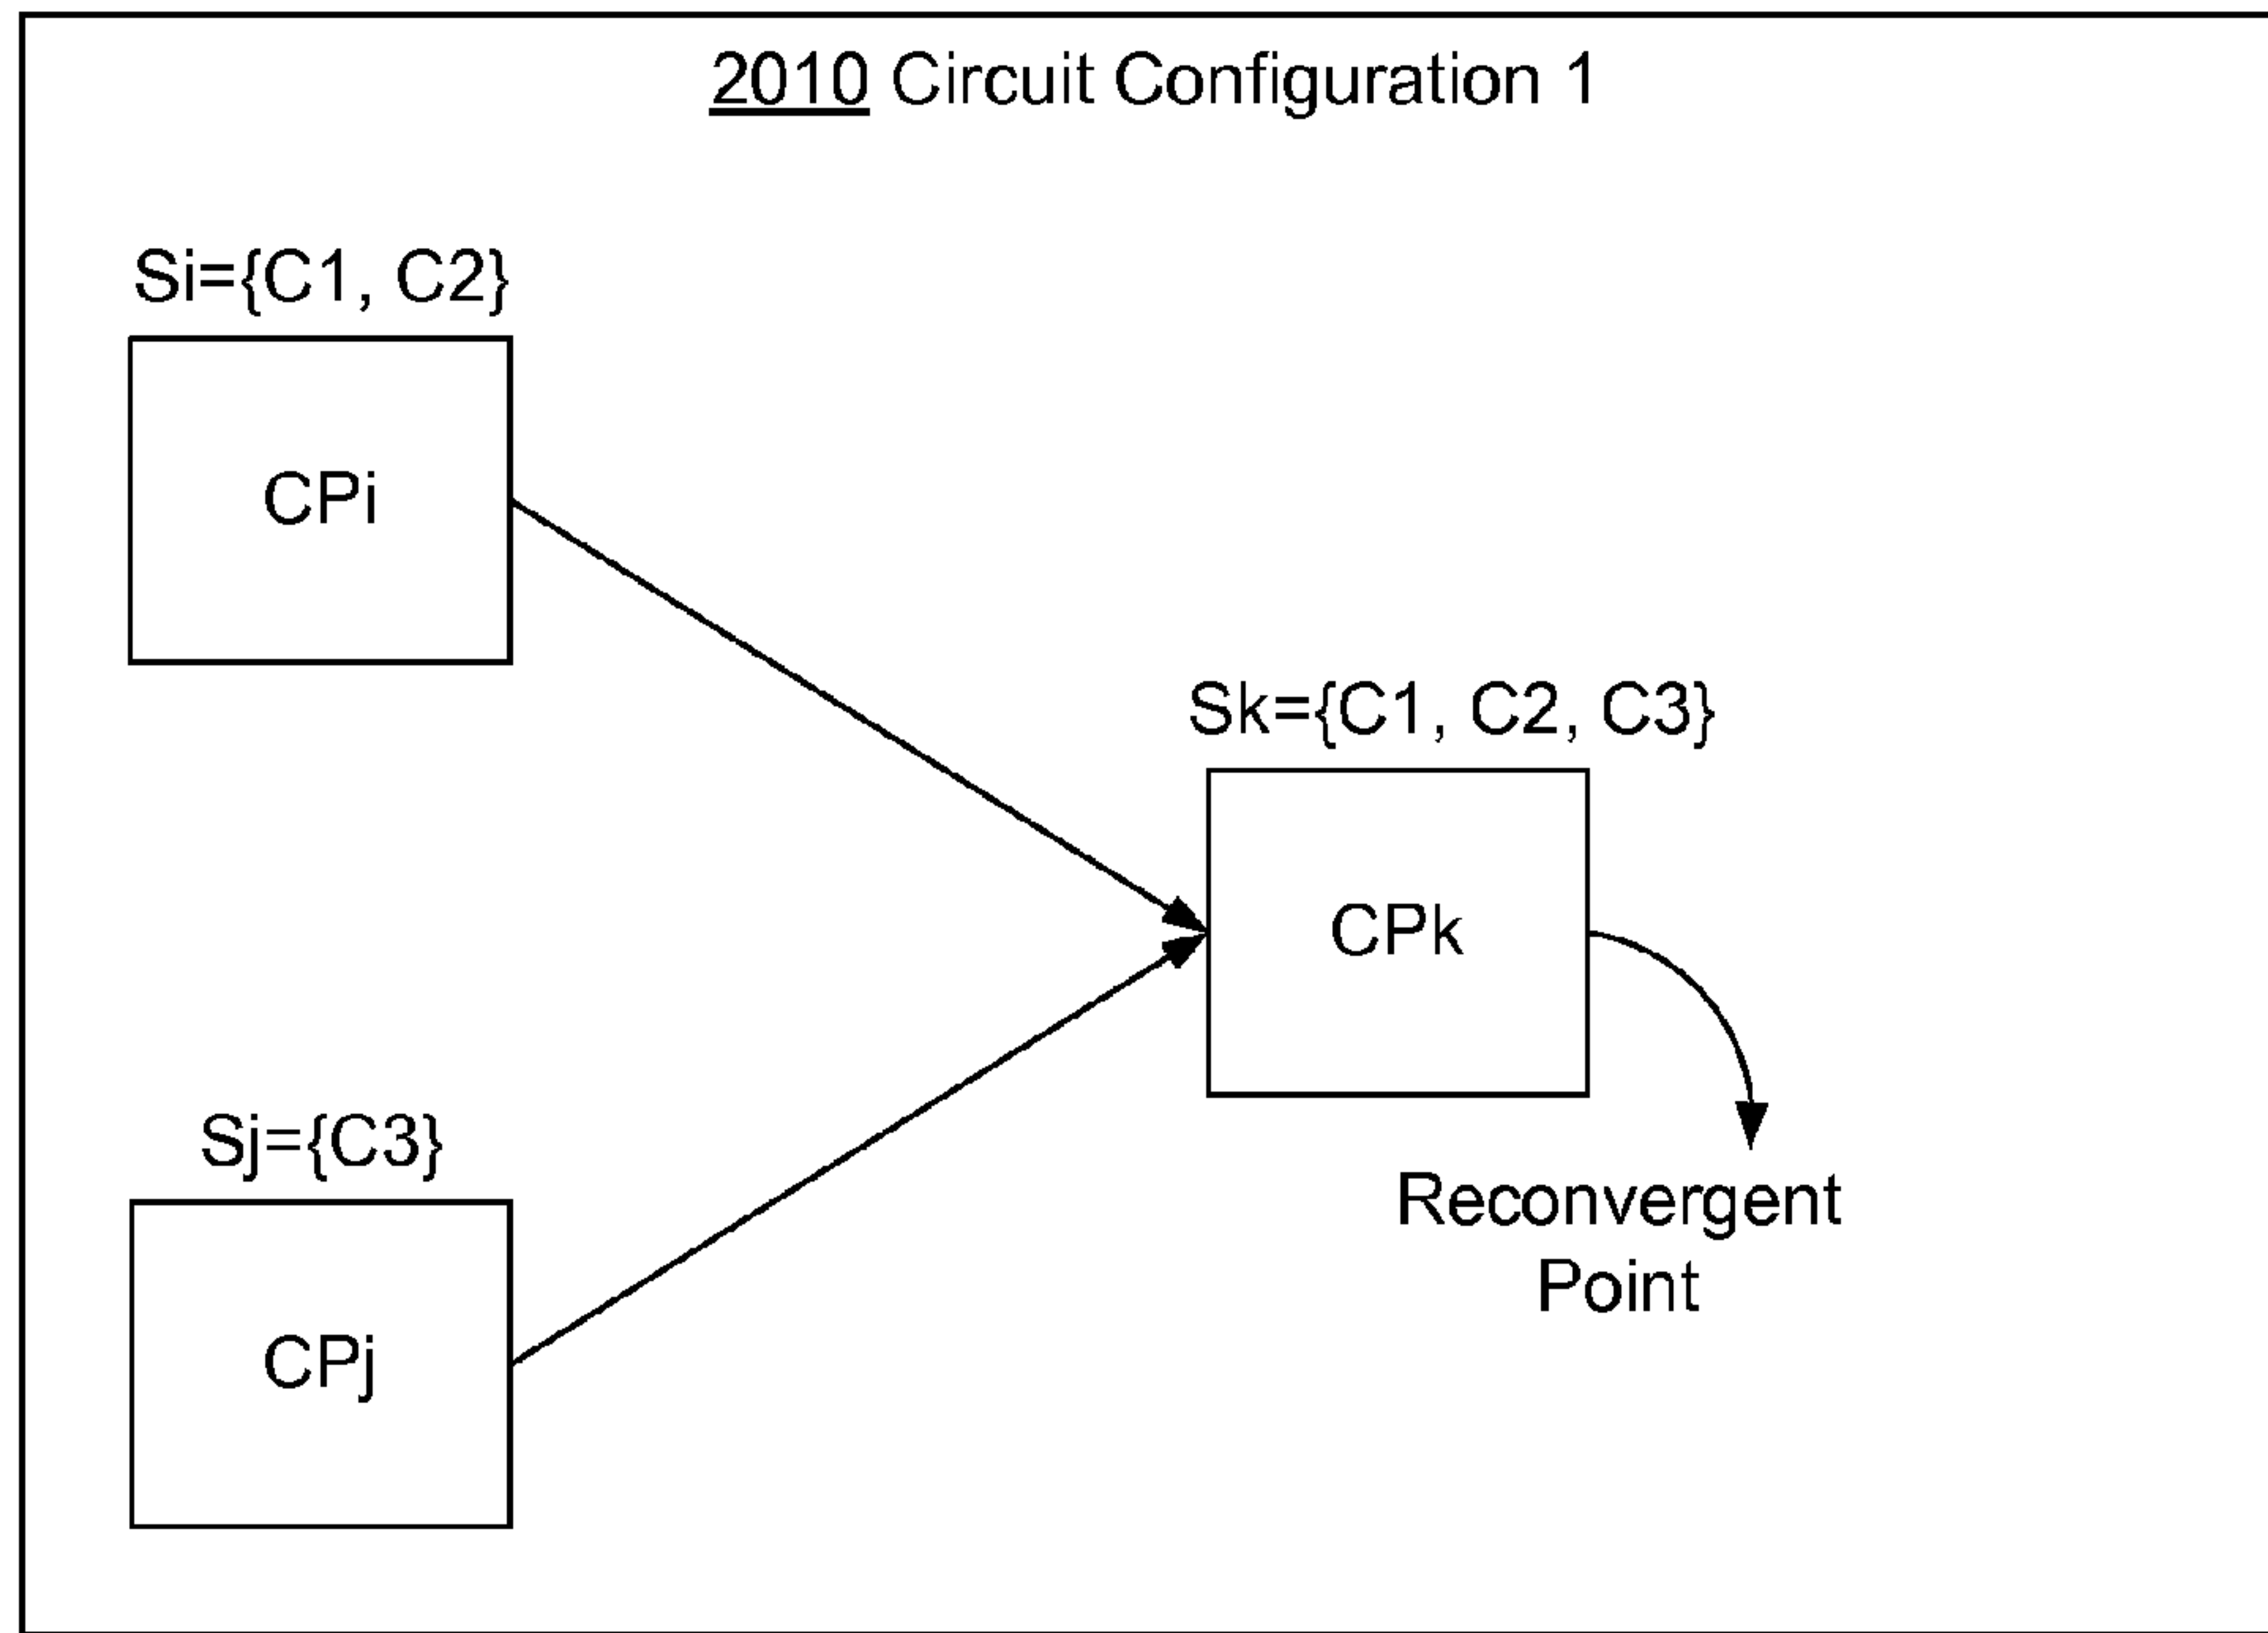 2010 Circuit Configuration 1
Si={C1, C2}
CPi
Sk={C1, C2, C3}
CPk
Sj={C3}
Reconvergent
Point
CPj